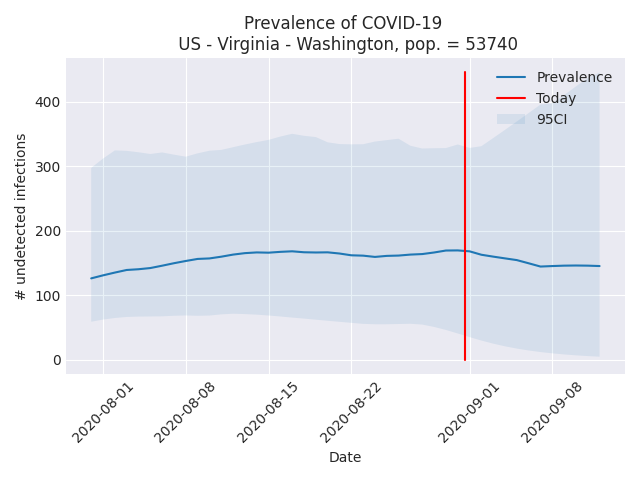 Prevalence of COVID-19
US - Virginia - Washington, pop. = 53740
Prevalence
Today
95CI
400
300
200
100
0
# undetected infections
2020-08-01
2020-08-08
2020-08-15
2020-08-22
2020-09-01
2020-09-08
Date